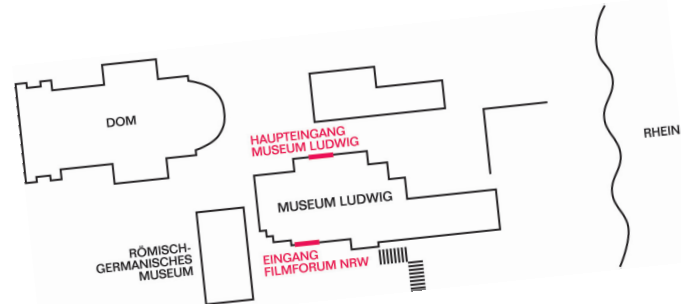 DOM
HAUPTEINGANG
MUSEUM LUDWIG
RHEIN
MUSEUM LUDWIG
RÖMISCH-
GERMANISCHES
MUSEUM
EINGANG
FILMFORUM NRW